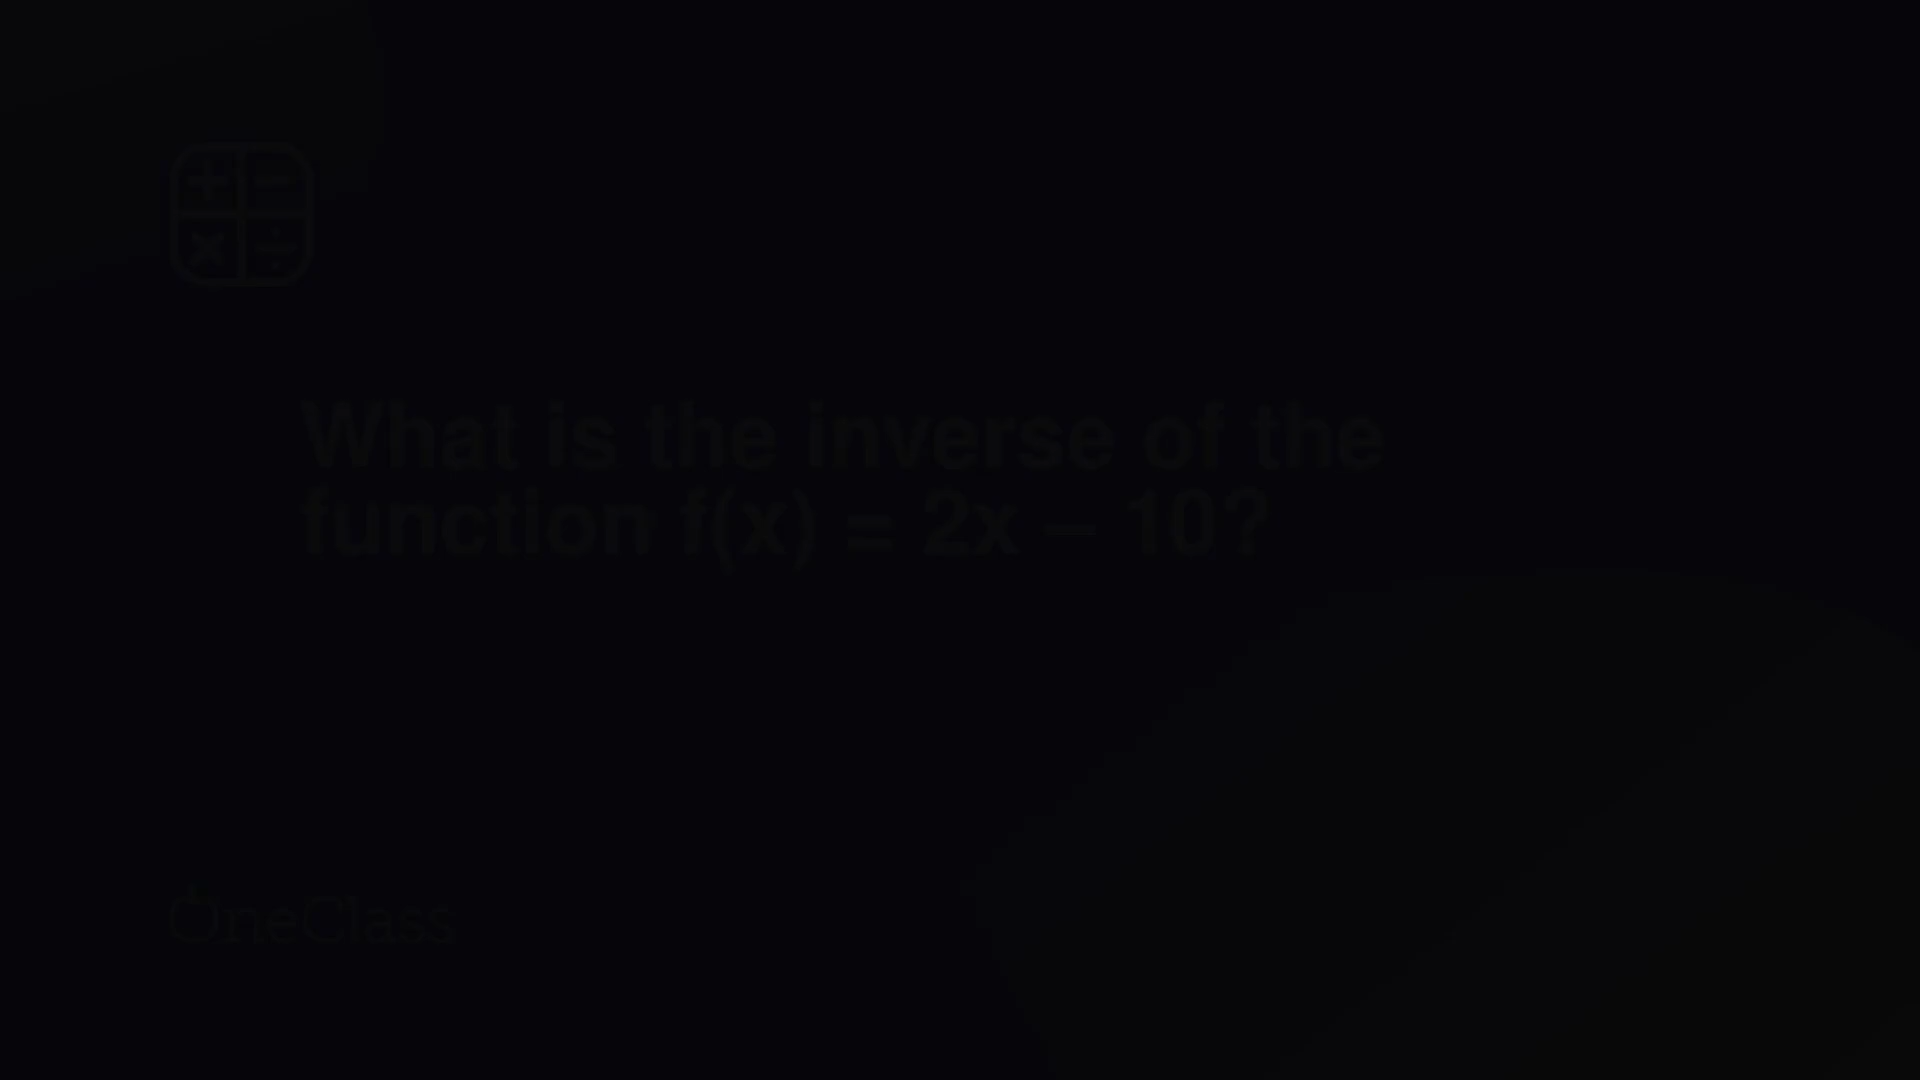 What is the inverse of the
function f(x) = 2x – 10?
OneClass